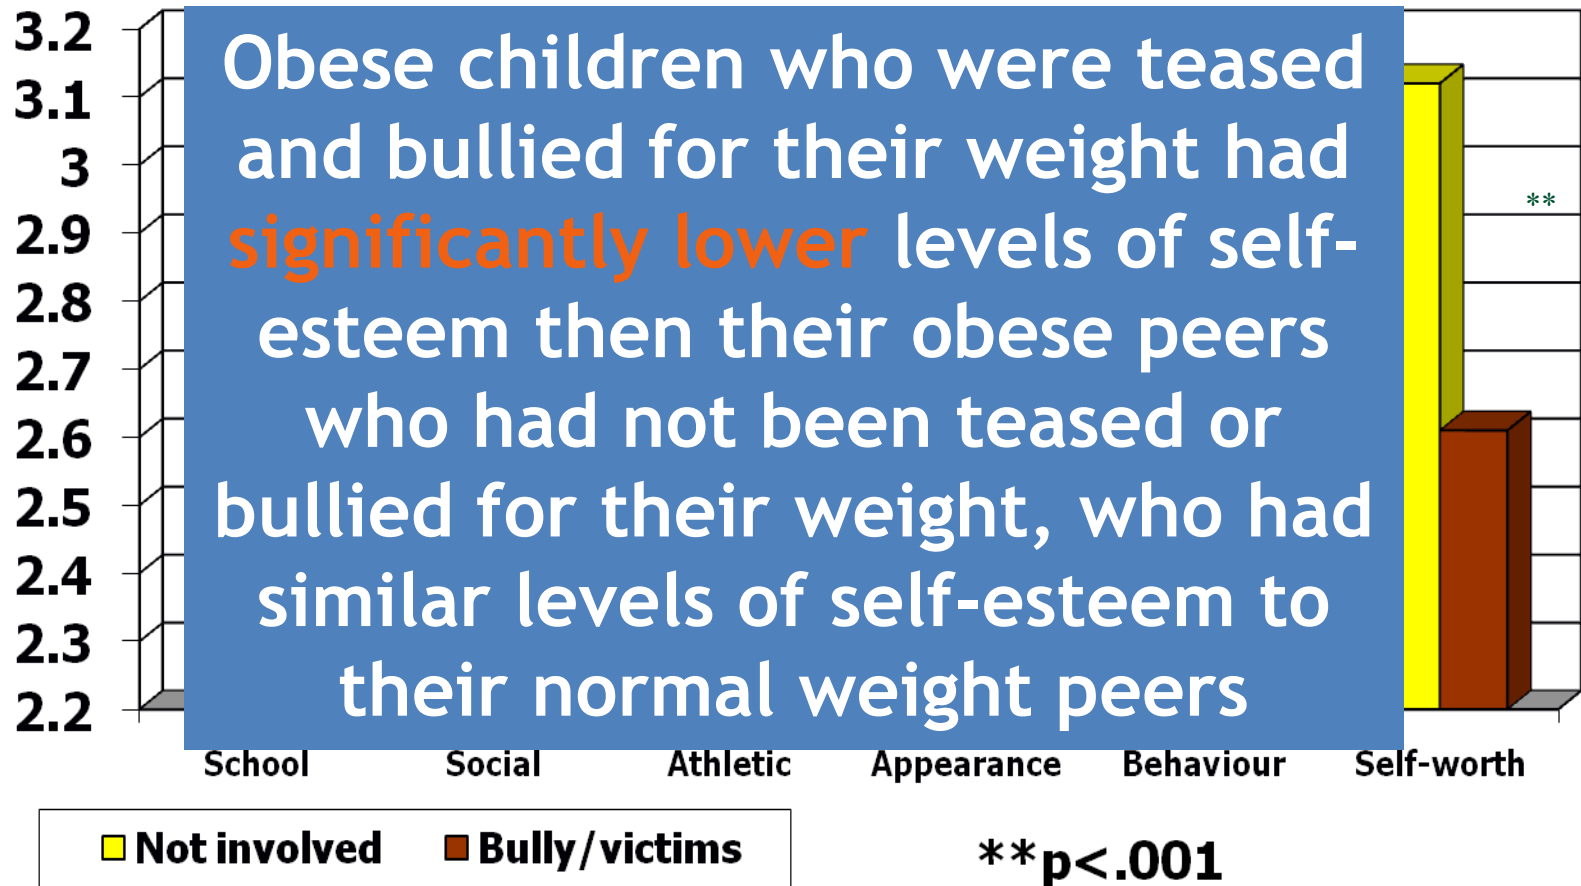 3.2
3.1
3
2.9
2.8
2.7
2.6
2.5
2.4
2.3
2.2
Obese children who were teased
and bullied for their weight had
significantly lower levels of self-
esteem then their obese peers
who had not been teased or
bullied for their weight, who had
similar levels of self-esteem to
their normal weight peers
**
School Social Athletic Appearance Behaviour Self-worth
Not involved Bully/victims
**p<.001